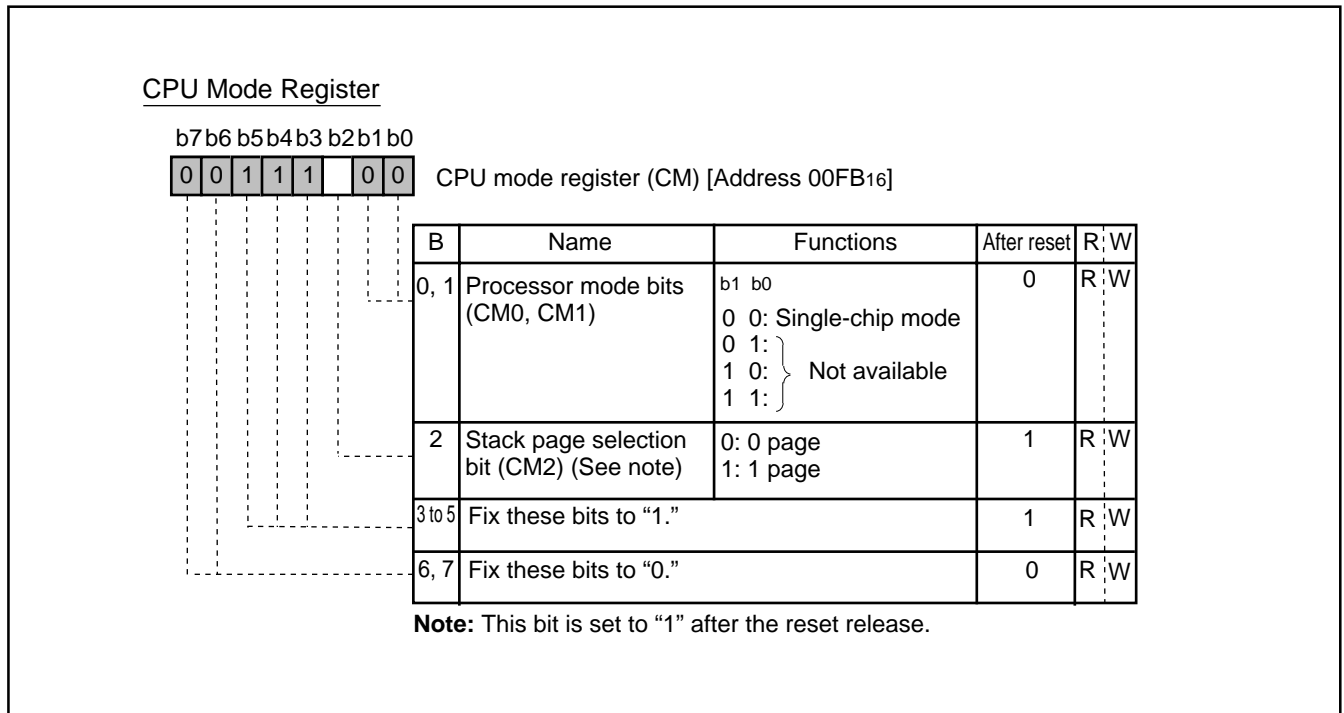 CPU Mode Register
b7 b6 b5 b4 b3 b2 b1 b0
0 0 1 1 1 0 0
CPU mode register (CM) [Address 00FB16]
B Name Functions After reset R W
0, 1 Processor mode bits (CM0, CM1) b1 b0 0 R W
0 0: Single-chip mode
0 1:
1 0: Not available
1 1:
2 Stack page selection bit (CM2) (See note) 0: 0 page 1 R W
1: 1 page
3 to 5 Fix these bits to “1.” 1 R W
6, 7 Fix these bits to “0.” 0 R W
Note: This bit is set to “1” after the reset release.